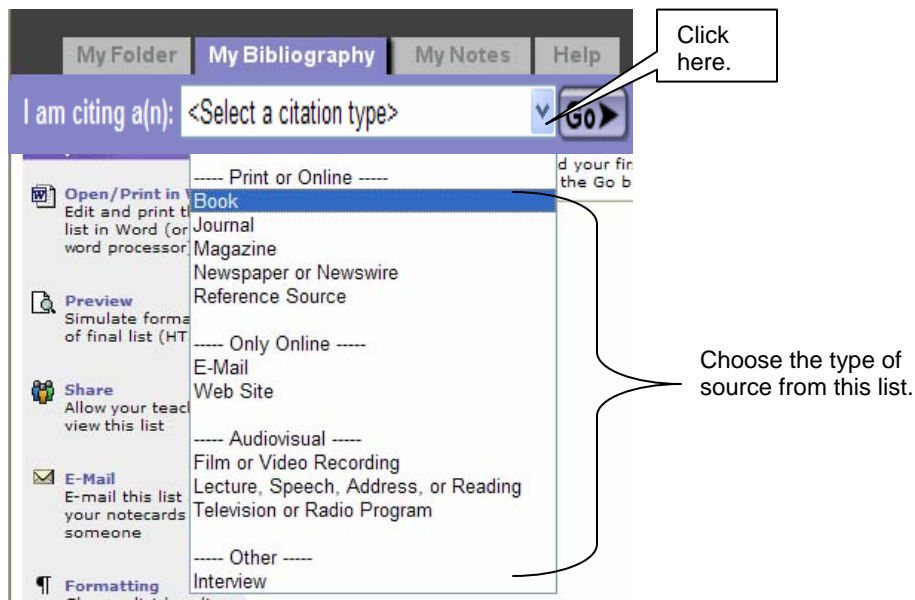 Click
here.
My Folder My Bibliography My Notes Help
I am citing a(n): <Select a citation type> Go
d your fir
the Go b
Open/Print in
Edit and print t
list in Word (or
word processor
Preview
Simulate forma
of final list (HT
Share
Allow your teac
view this list
E-Mail
E-mail this list
your notecards
someone
Formatting
----- Print or Online -----
Book
Journal
Magazine
Newspaper or Newswire
Reference Source
----- Only Online -----
E-Mail
Web Site
----- Audiovisual -----
Film or Video Recording
Lecture, Speech, Address, or Reading
Television or Radio Program
----- Other -----
Interview
Choose the type of
source from this list.